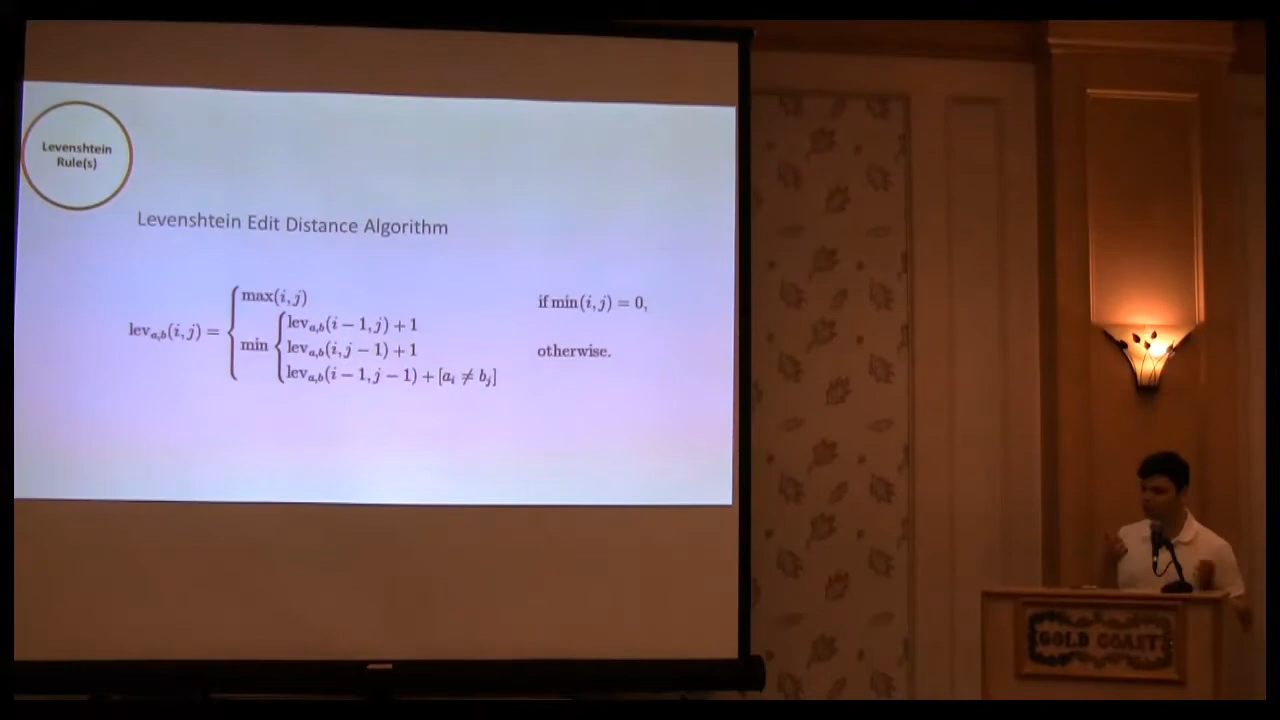 Levenshtein
Rule(s)
Levenshtein Edit Distance Algorithm
max(i, j) if min(i, j) = 0,
lev_{a,b}(i − 1, j) + 1
lev_{a,b}(i, j) = min lev_{a,b}(i, j − 1) + 1 otherwise.
lev_{a,b}(i − 1, j − 1) + [a_i ≠ b_j]
GOLD COAST